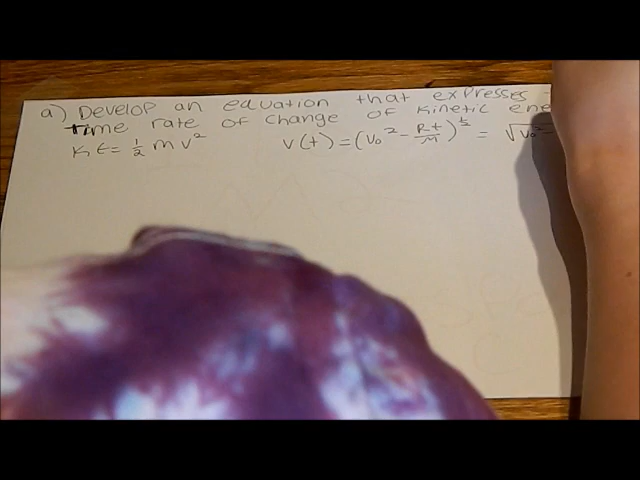 a) Develop an equation that expresses
time rate of change of kinetic ene
KE = 1/2 m v² v(t) = (v₀² - Rt/M)^1/2 = √v₀² -